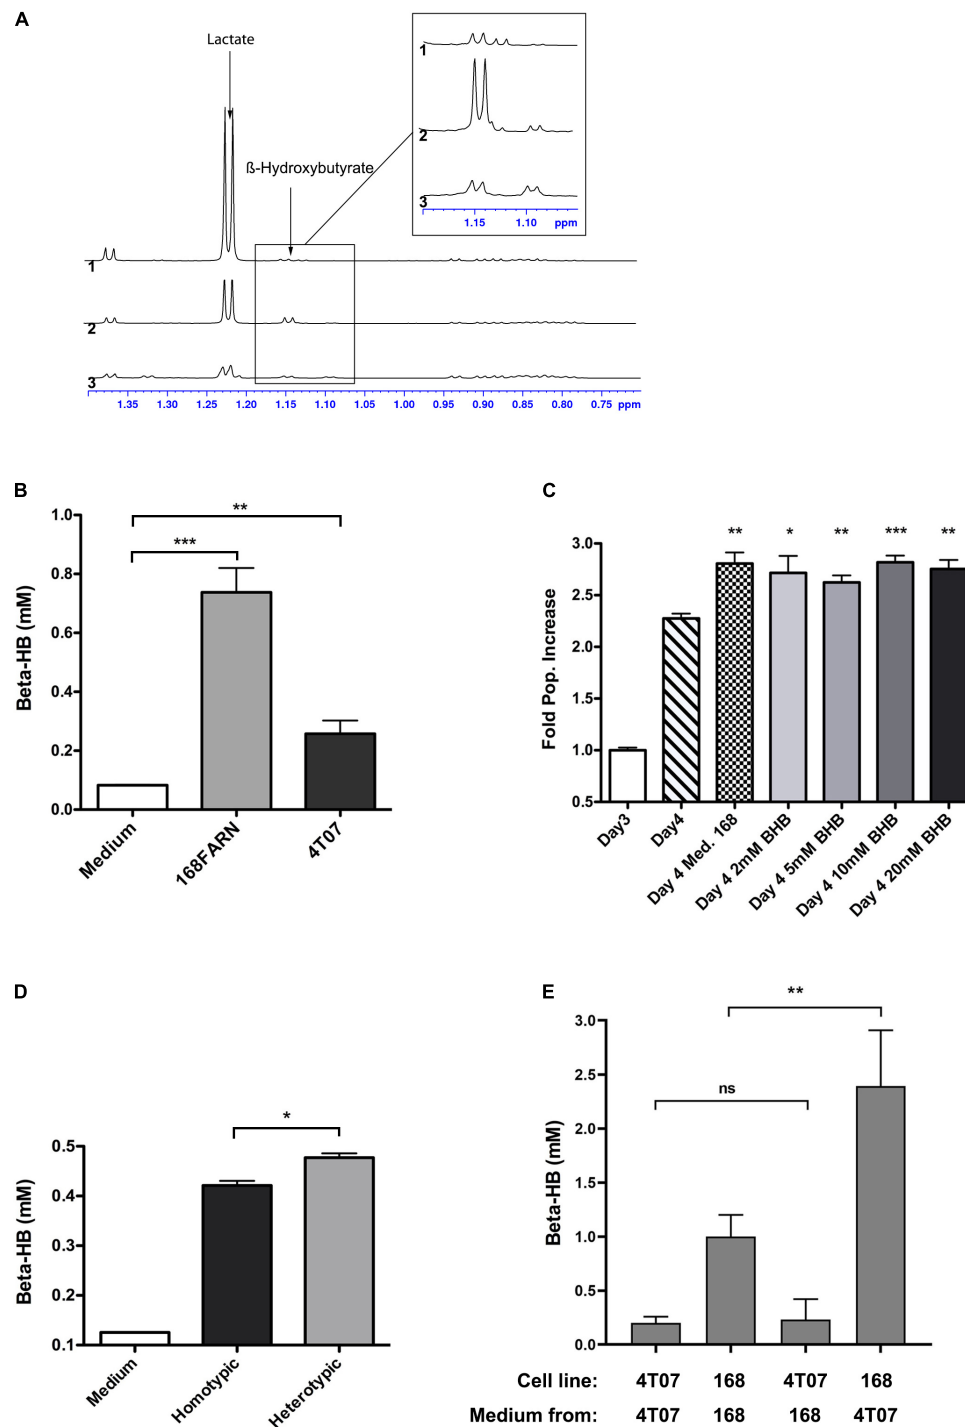 A
Lactate
ß-Hydroxybutyrate
1
2
3
1.15 1.10 ppm
1
2
3
1.35 1.30 1.25 1.20 1.15 1.10 1.05 1.00 0.95 0.90 0.85 0.80 0.75 ppm
B
Beta-HB (mM)
1.0
0.8
0.6
0.4
0.2
0.0
**
***
Medium
168FARN
4T07
C
Fold Pop. Increase
3.0
2.5
2.0
1.0
0.5
** * ** *** **
Day3
Day4
Day 4 Med. 168
Day 4 2mM BHB
Day 4 5mM BHB
Day 4 10mM BHB
Day 4 20mM BHB
D
Beta-HB (mM)
0.5
0.4
0.3
0.2
0.1
*
Medium
Homotypic
Heterotypic
E
Beta-HB (mM)
3.0
2.5
2.0
1.5
1.0
0.5
0.0
**
ns
Cell line: 4T07 168 4T07 168
Medium from: 4T07 168 168 4T07